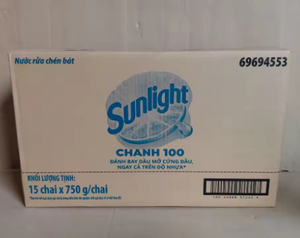 Nước rửa chén bát
69694553
Sunlight
CHANH 100
ĐÁNH BAY DẦU MỠ CỨNG ĐẦU,
NGAY CẢ TRÊN ĐỒ NHỰA*
KHỐI LƯỢNG TỊNH:
15 chai x 750 g/chai